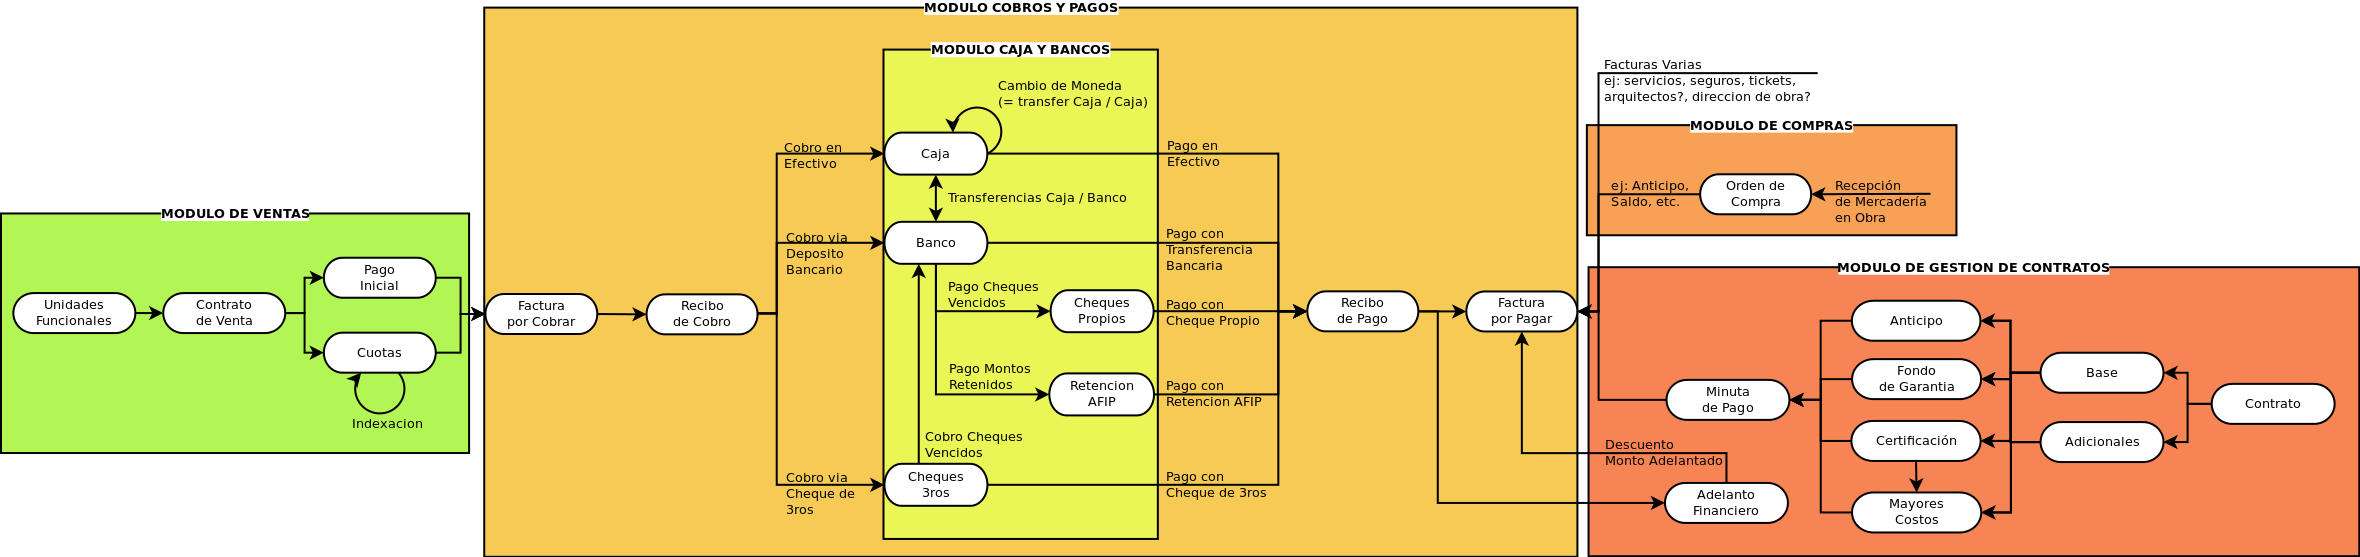 MODULO COBROS Y PAGOS
MODULO CAJA Y BANCOS
Cambio de Moneda
(= transfer Caja / Caja)
Caja
Transferencias Caja / Banco
Banco
Pago Cheques
Vencidos
Cheques
Propios
Pago Montos
Retenidos
Retencion
AFIP
Cobro Cheques
Vencidos
Cheques
3ros
MODULO DE VENTAS
Unidades
Funcionales
Contrato
de Venta
Pago
Inicial
Cuotas
Indexacion
Factura
por Cobrar
Recibo
de Cobro
Cobro en
Efectivo
Cobro via
Deposito
Bancario
Cobro via
Cheque de
3ros
Pago en
Efectivo
Pago con
Transferencia
Bancaria
Pago con
Cheque Propio
Pago con
Retencion AFIP
Pago con
Cheque de 3ros
Recibo
de Pago
Factura
por Pagar
Facturas Varias
ej: servicios, seguros, tickets,
arquitectos?, direccion de obra?
MODULO DE COMPRAS
ej: Anticipo,
Saldo, etc.
Orden de
Compra
Recepción
de Mercadería
en Obra
MODULO DE GESTION DE CONTRATOS
Minuta
de Pago
Descuento
Monto Adelantado
Adelanto
Financiero
Anticipo
Fondo
de Garantia
Certificación
Mayores
Costos
Base
Adicionales
Contrato